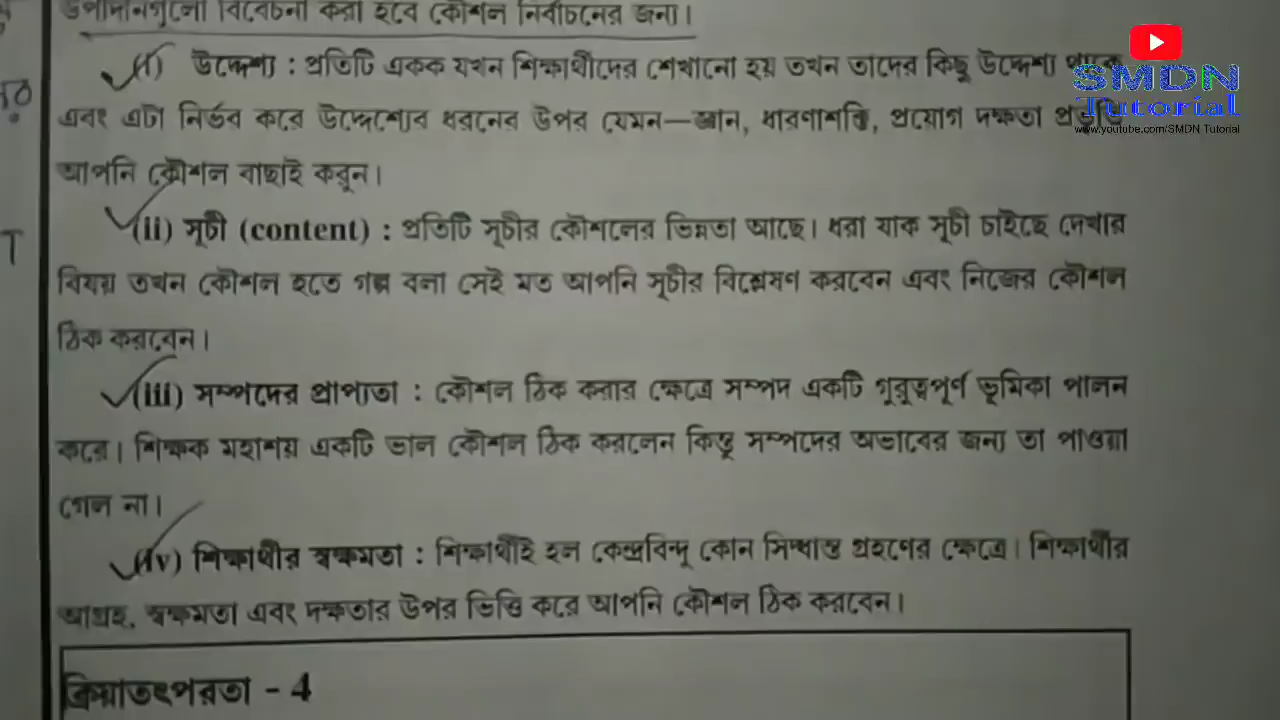 উপাদানগুলো বিবেচনা করা হবে কৌশল নির্বাচনের জন্য।
(i) উদ্দেশ্য : প্রতিটি একক যখন শিক্ষার্থীদের শেখানো হয় তখন তাদের কিছু উদ্দেশ্য থাকে
এবং এটা নির্ভর করে উদ্দেশ্যের ধরনের উপর যেমন—জ্ঞান, ধারণাশক্তি, প্রয়োগ দক্ষতা প্রভৃতি
আপনি কৌশল বাছাই করুন।
(ii) সূচী (content) : প্রতিটি সূচীর কৌশলের ভিন্নতা আছে। ধরা যাক সূচী চাইছে দেখার
বিষয় তখন কৌশল হতে গল্প বলা সেই মত আপনি সূচীর বিশ্লেষণ করবেন এবং নিজের কৌশল
ঠিক করবেন।
(iii) সম্পদের প্রাপ্যতা : কৌশল ঠিক করার ক্ষেত্রে সম্পদ একটি গুরুত্বপূর্ণ ভূমিকা পালন
করে। শিক্ষক মহাশয় একটি ভাল কৌশল ঠিক করলেন কিন্তু সম্পদের অভাবের জন্য তা পাওয়া
গেল না।
(iv) শিক্ষার্থীর স্বক্ষমতা : শিক্ষার্থীই হল কেন্দ্রবিন্দু কোন সিদ্ধান্ত গ্রহণের ক্ষেত্রে। শিক্ষার্থীর
আগ্রহ, স্বক্ষমতা এবং দক্ষতার উপর ভিত্তি করে আপনি কৌশল ঠিক করবেন।
ক্রিয়াতৎপরতা - 4
SMDN
Tutorial
www.youtube.com/SMDN Tutorial